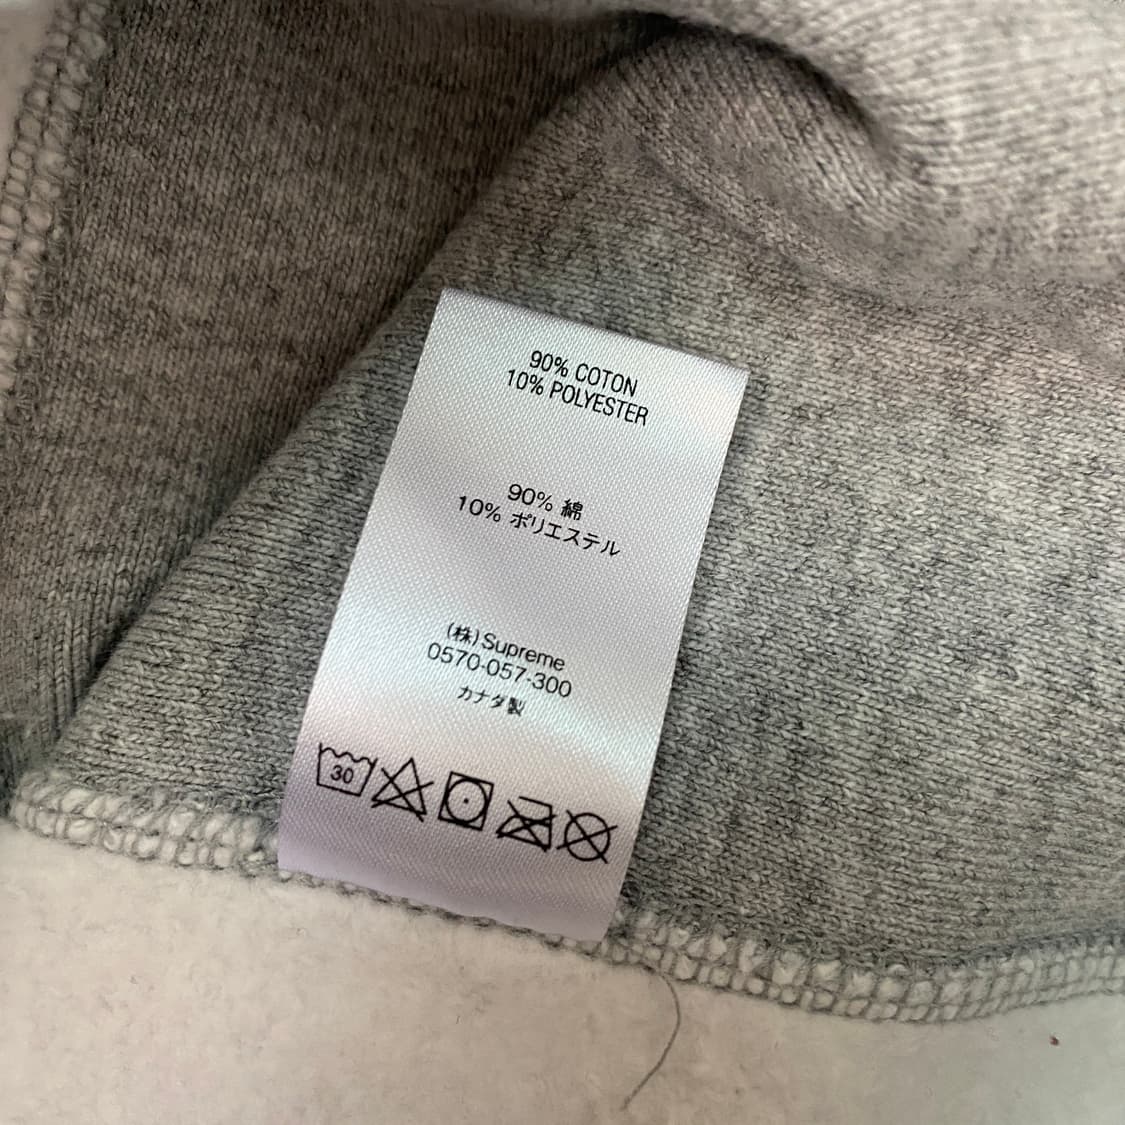 90% COTON
10% POLYESTER
90% 綿
10% ポリエステル
(株)Supreme
0570-057-300
カナダ製
30